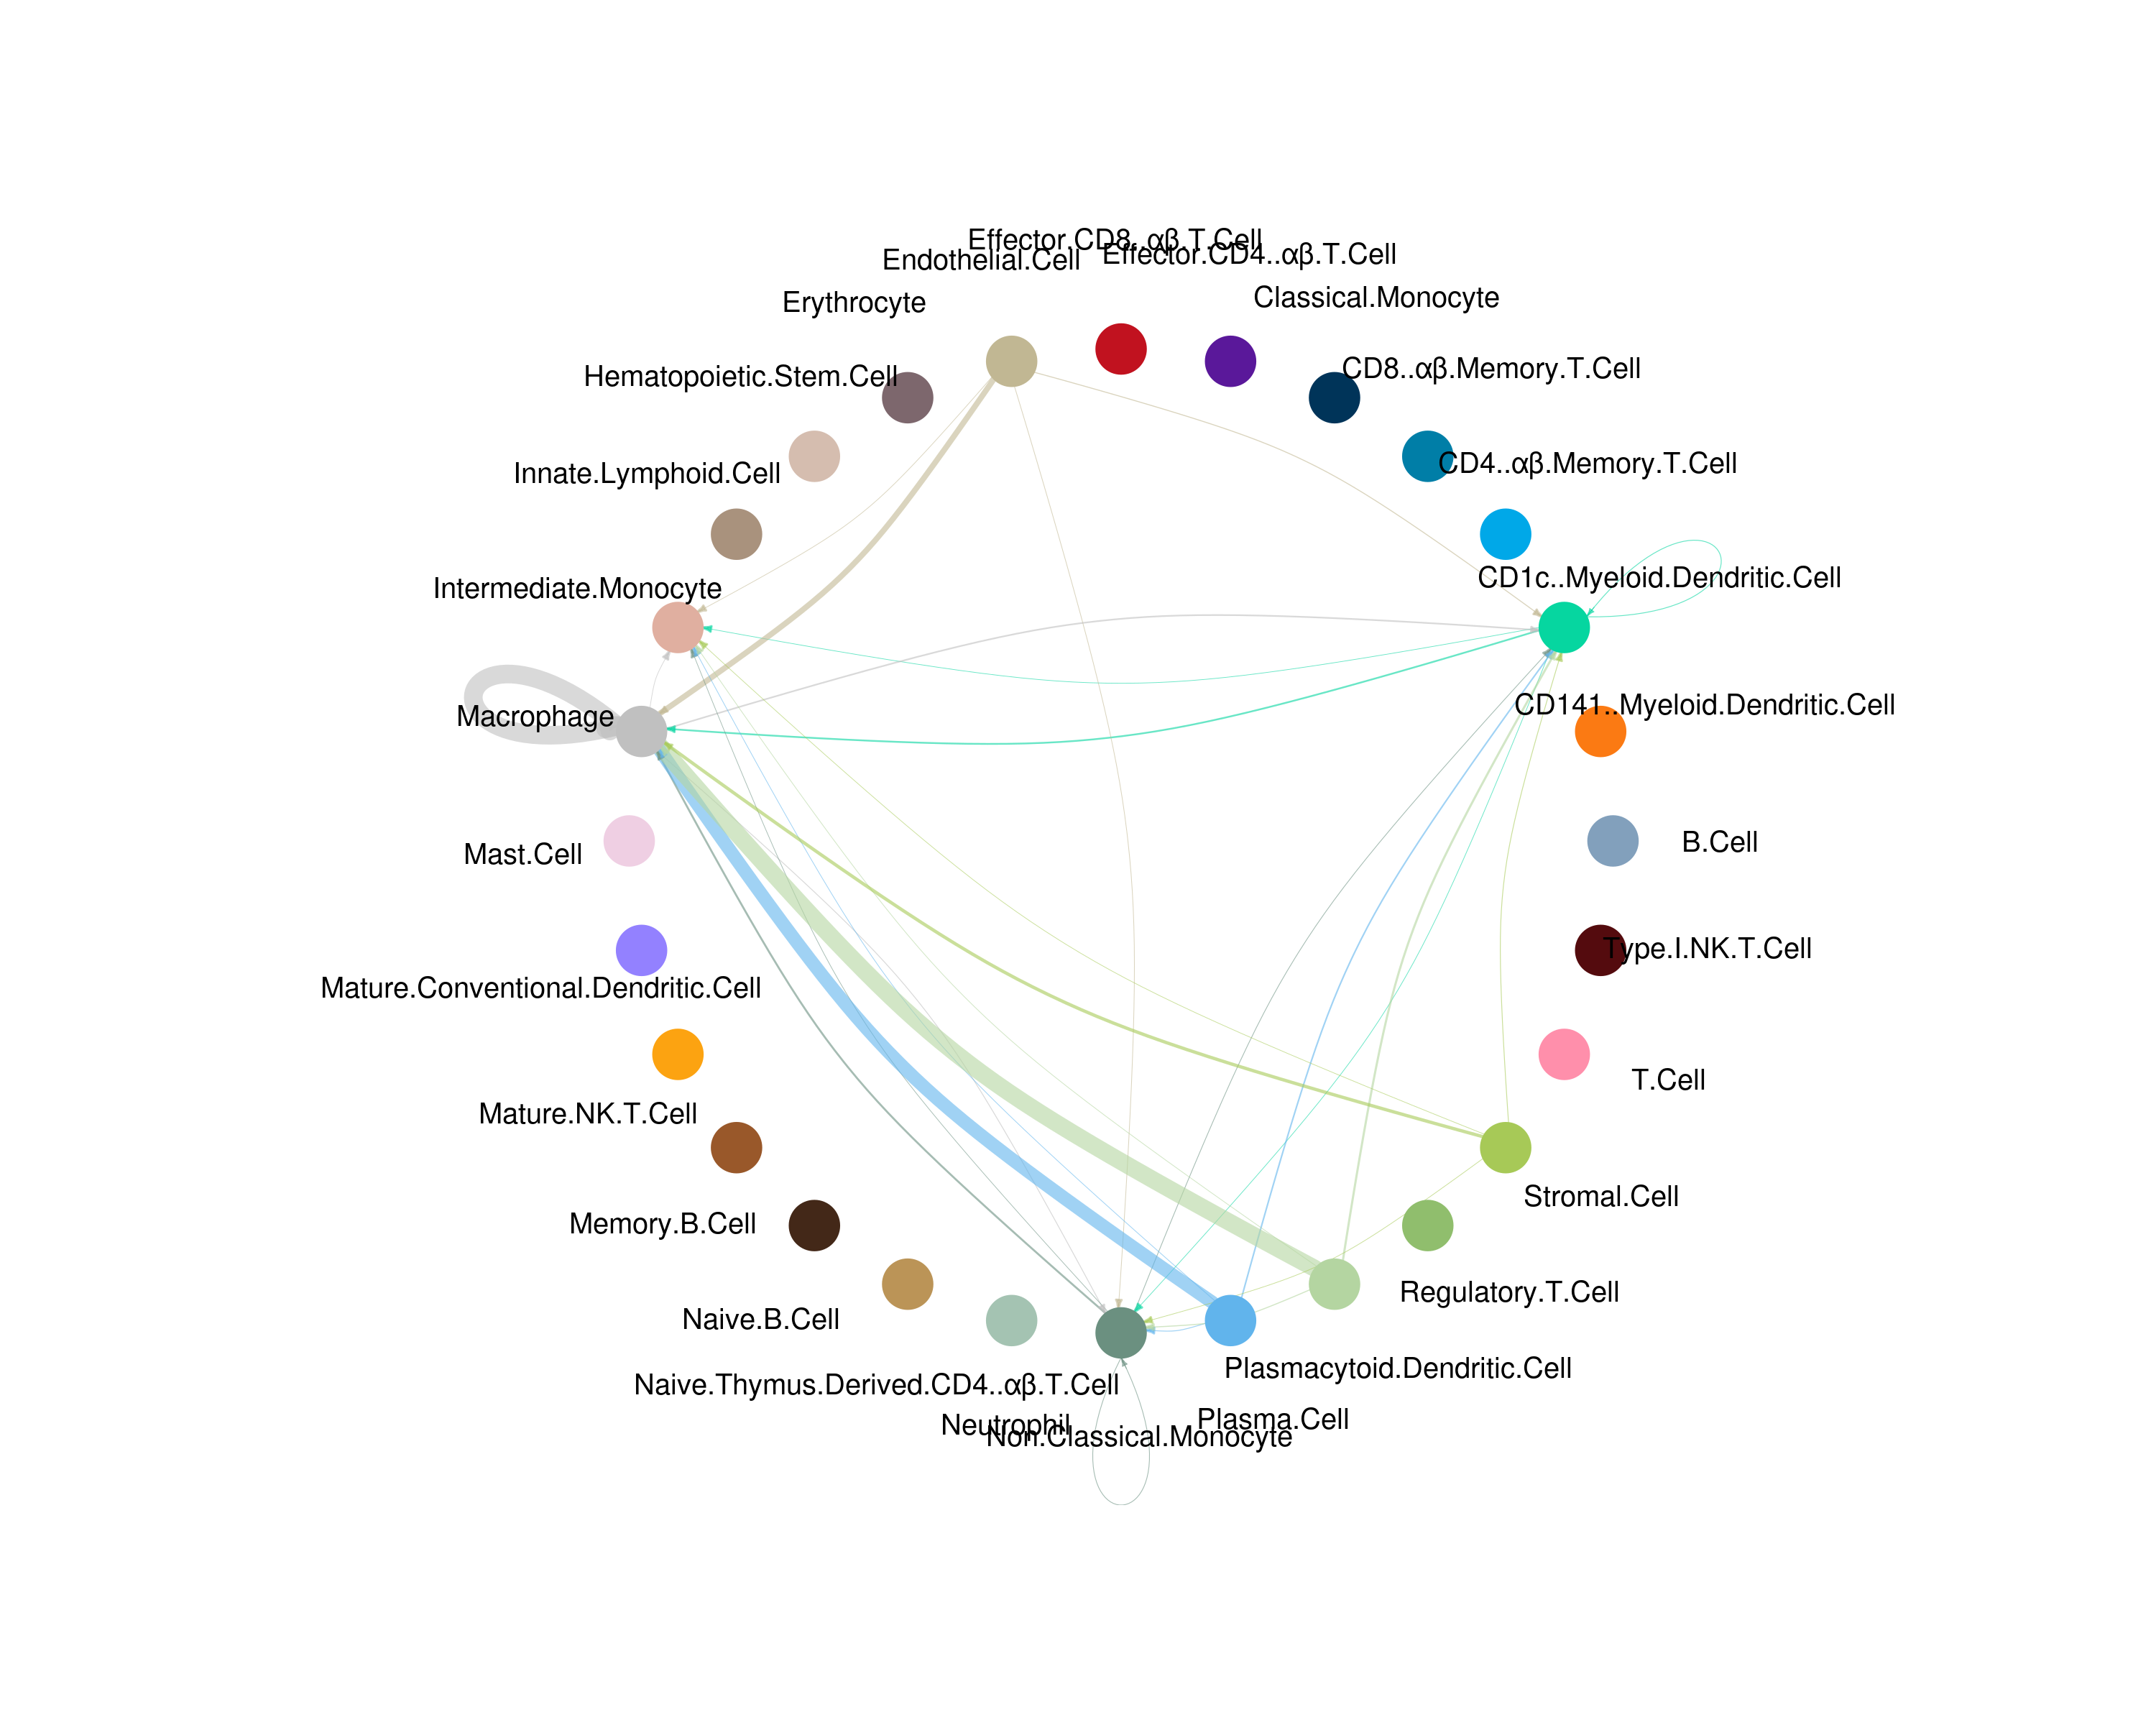 Effector.CD8..αβ.T.Cell
Endothelial.Cell
Effector.CD4..αβ.T.Cell
Erythrocyte
Classical.Monocyte
Hematopoietic.Stem.Cell
CD8..αβ.Memory.T.Cell
Innate.Lymphoid.Cell
CD4..αβ.Memory.T.Cell
Intermediate.Monocyte
CD1c..Myeloid.Dendritic.Cell
Macrophage
CD141..Myeloid.Dendritic.Cell
Mast.Cell
B.Cell
Type.I.NK.T.Cell
Mature.Conventional.Dendritic.Cell
T.Cell
Mature.NK.T.Cell
Stromal.Cell
Memory.B.Cell
Regulatory.T.Cell
Naive.B.Cell
Plasmacytoid.Dendritic.Cell
Naive.Thymus.Derived.CD4..αβ.T.Cell
Plasma.Cell
Neutrophil
Non.Classical.Monocyte